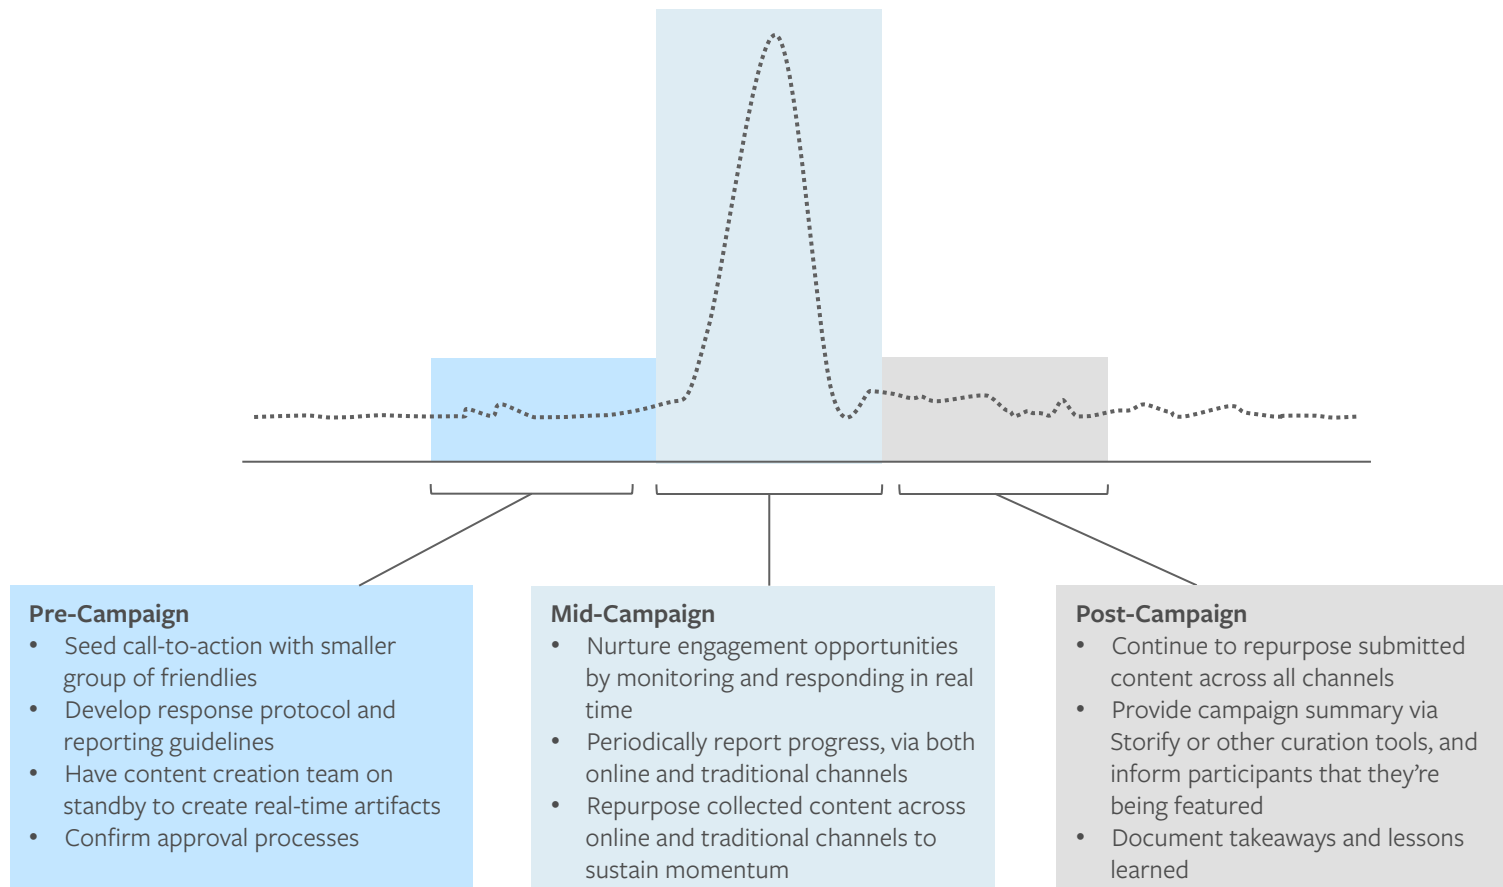 Pre-Campaign
• Seed call-to-action with smaller
group of friendlies
• Develop response protocol and
reporting guidelines
• Have content creation team on
standby to create real-time artifacts
• Confirm approval processes
Mid-Campaign
• Nurture engagement opportunities
by monitoring and responding in real
time
• Periodically report progress, via both
online and traditional channels
• Repurpose collected content across
online and traditional channels to
sustain momentum
Post-Campaign
• Continue to repurpose submitted
content across all channels
• Provide campaign summary via
Storify or other curation tools, and
inform participants that they’re
being featured
• Document takeaways and lessons
learned